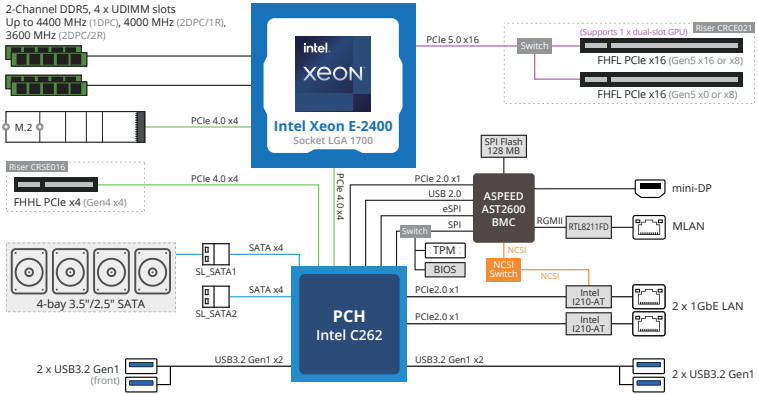 2-Channel DDR5, 4 x UDIMM slots
Up to 4400 MHz (1DPC), 4000 MHz (2DPC/1R),
3600 MHz (2DPC/2R)
intel.
XEON
Intel Xeon E-2400
Socket LGA 1700
PCIe 5.0 x16
Switch
(Supports 1 x dual-slot GPU)
Riser CRCE021
FHFL PCIe x16 (Gen5 x16 or x8)
FHFL PCIe x16 (Gen5 x0 or x8)
M.2
PCIe 4.0 x4
Riser CRSE016
FHHL PCIe x4 (Gen4 x4)
PCIe 4.0 x4
PCIe 4.0 x4
SPI Flash
128 MB
PCIe 2.0 x1
USB 2.0
eSPI
SPI
Switch
TPM
BIOS
ASPEED
AST2600
BMC
mini-DP
RGMII
RTL8211FD
MLAN
NCSI
NCSI
Switch
NCSI
4-bay 3.5"/2.5" SATA
SL_SATA1
SATA x4
SL_SATA2
SATA x4
PCH
Intel C262
PCIe2.0 x1
Intel
I210-AT
PCIe2.0 x1
Intel
I210-AT
2 x 1GbE LAN
2 x USB3.2 Gen1
(front)
USB3.2 Gen1 x2
USB3.2 Gen1 x2
2 x USB3.2 Gen1